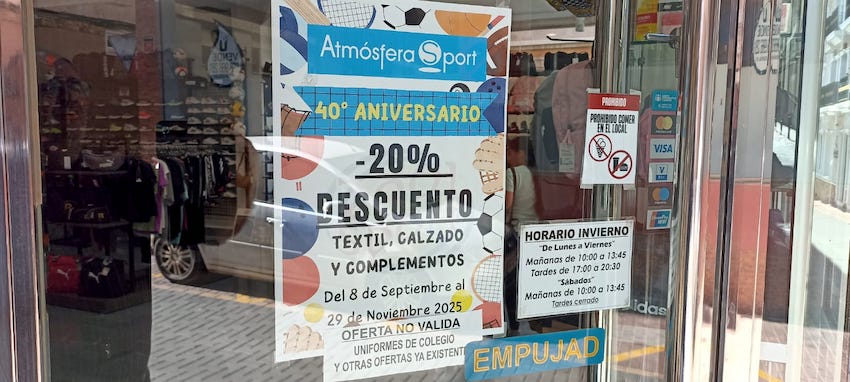 Atmósfera Sport
40º ANIVERSARIO
-20%
DESCUENTO
TEXTIL, CALZADO
Y COMPLEMENTOS
Del 8 de Septiembre al
29 de Noviembre 2025
OFERTA NO VALIDA
UNIFORMES DE COLEGIO
Y OTRAS OFERTAS YA EXISTENTES
PROHIBIDO
PROHIBIDO COMER
EN EL LOCAL
VISA
HORARIO INVIERNO
"De Lunes a Viernes"
Mañanas de 10:00 a 13:45
Tardes de 17:00 a 20:30
"Sábados"
Mañanas de 10:00 a 13:45
Tardes cerrado
adidas
EMPUJAD